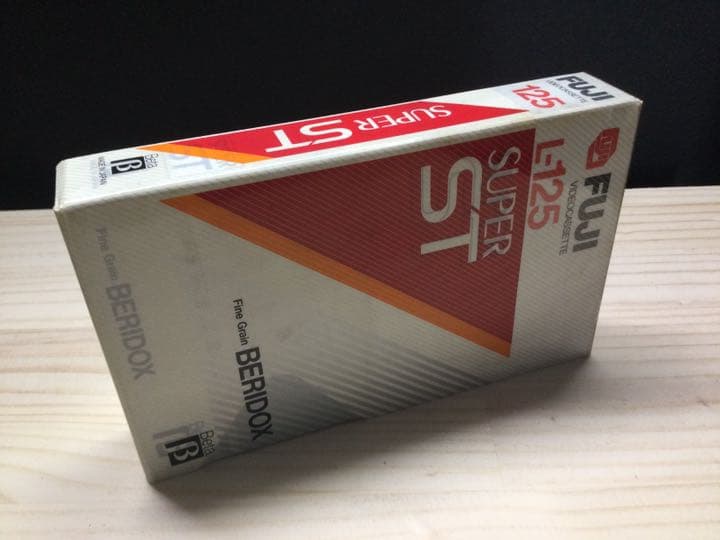 FUJI
VIDEOCASSETTE
125
SUPER ST
Beta
β
MADE IN JAPAN
FUJI
VIDEOCASSETTE
L-125
SUPER
ST
Fine Grain BERIDOX
Fine Grain BERIDOX
Beta
β